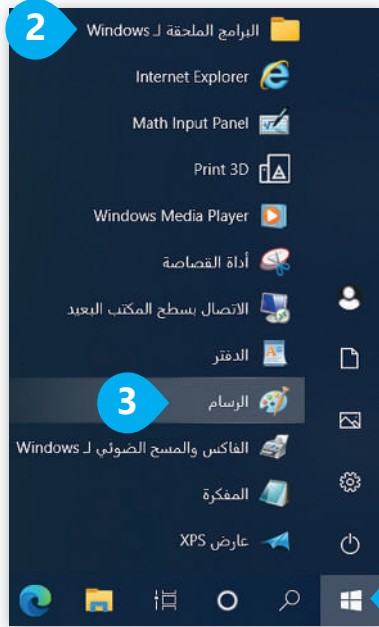 2
البرامج الملحقة لـ Windows
Internet Explorer
Math Input Panel
Print 3D
Windows Media Player
أداة القصاصة
الاتصال بسطح المكتب البعيد
الدفتر
3
الرسام
الفاكس والمسح الضوئي لـ Windows
المفكرة
عارض XPS